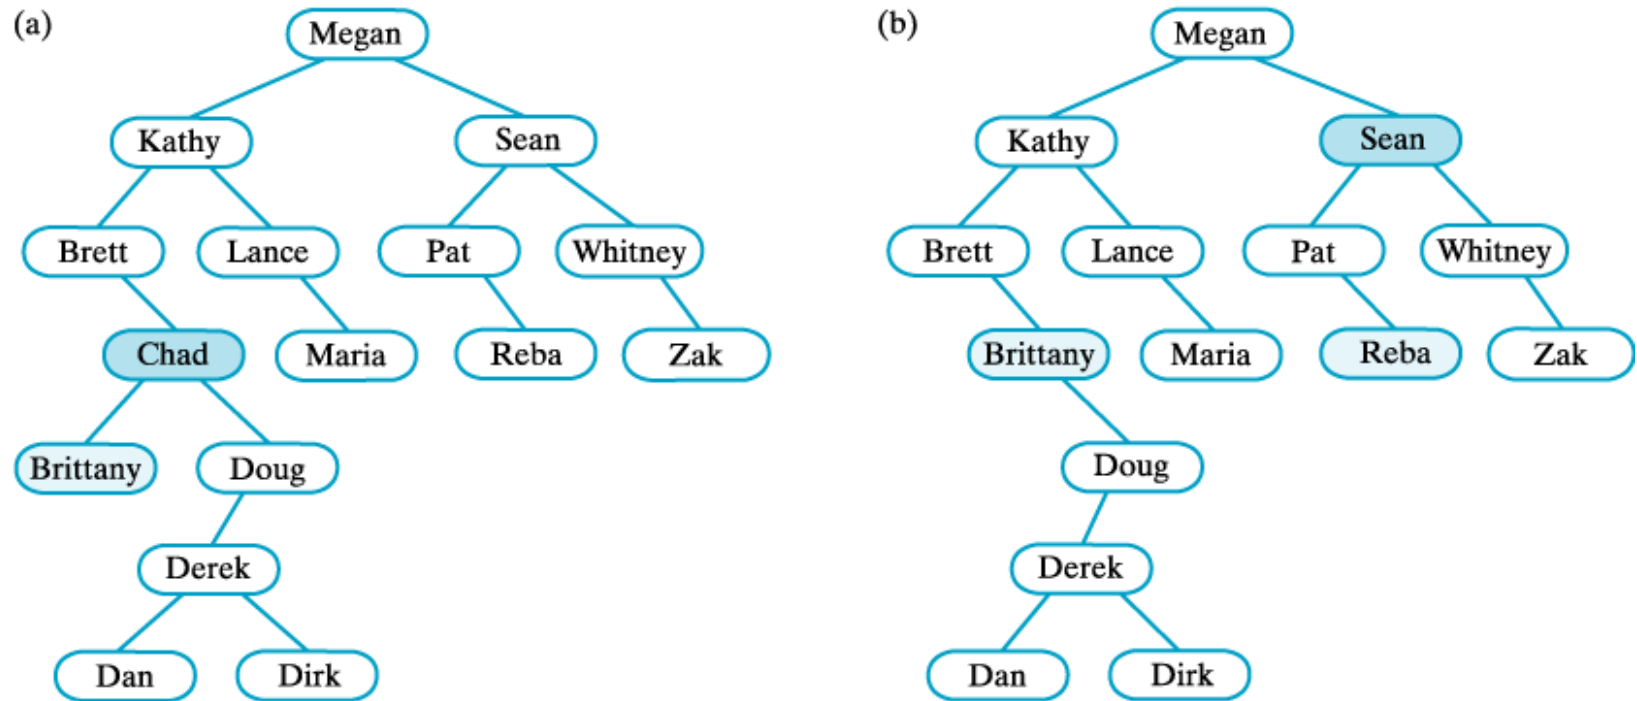 (a)
Megan
Kathy
Sean
Brett
Lance
Pat
Whitney
Chad
Maria
Reba
Zak
Brittany
Doug
Derek
Dan
Dirk
(b)
Megan
Kathy
Sean
Brett
Lance
Pat
Whitney
Brittany
Maria
Reba
Zak
Doug
Derek
Dan
Dirk